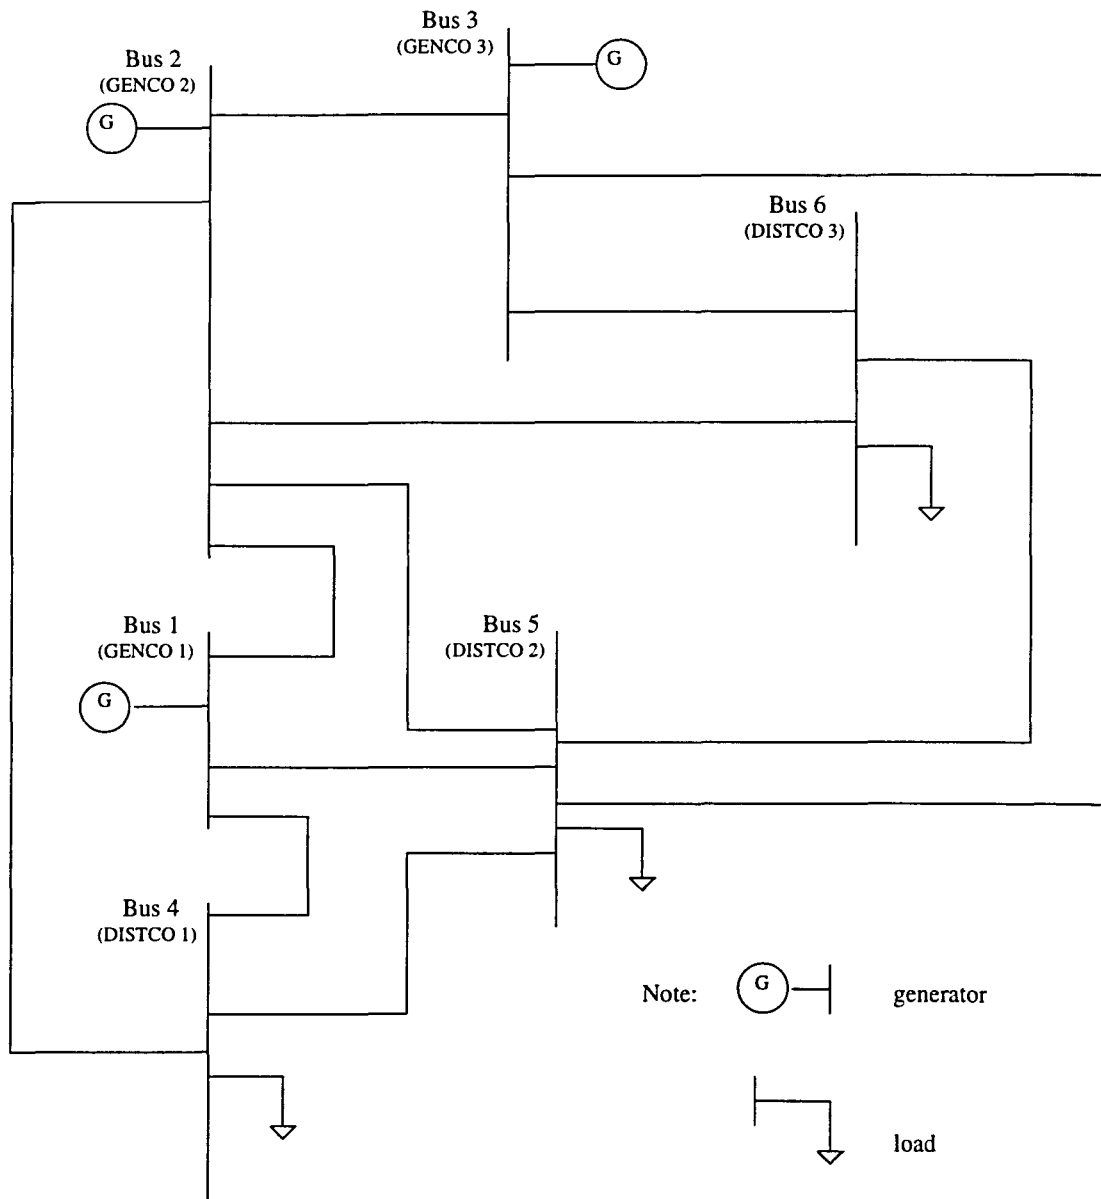 Bus 3
(GENCO 3)
G
Bus 2
(GENCO 2)
G
Bus 6
(DISTCO 3)
Bus 1
(GENCO 1)
G
Bus 5
(DISTCO 2)
Bus 4
(DISTCO 1)
Note:
G
generator
load